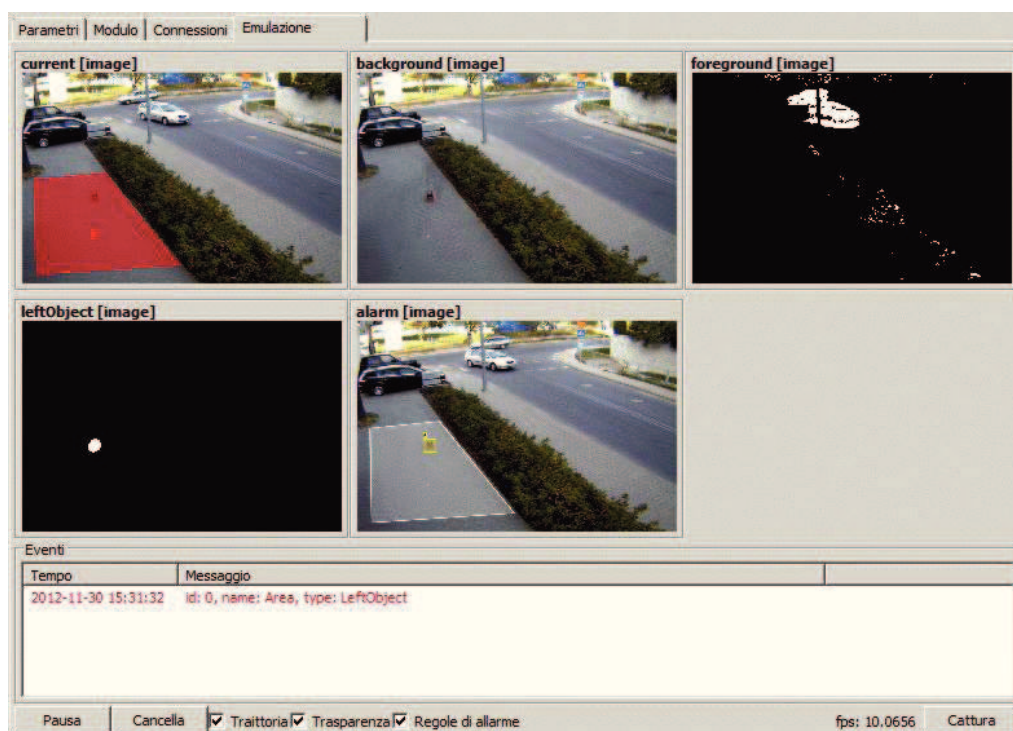 Parametri Modulo Connessioni Emulazione
current [image] background [image] foreground [image]
leftObject [image] alarm [image]
Eventi
Tempo Messaggio
2012-11-30 15:31:32 id: 0, name: Area, type: LeftObject
Pausa Cancella Traittoria Trasparenza Regole di allarme fps: 10,0656 Cattura